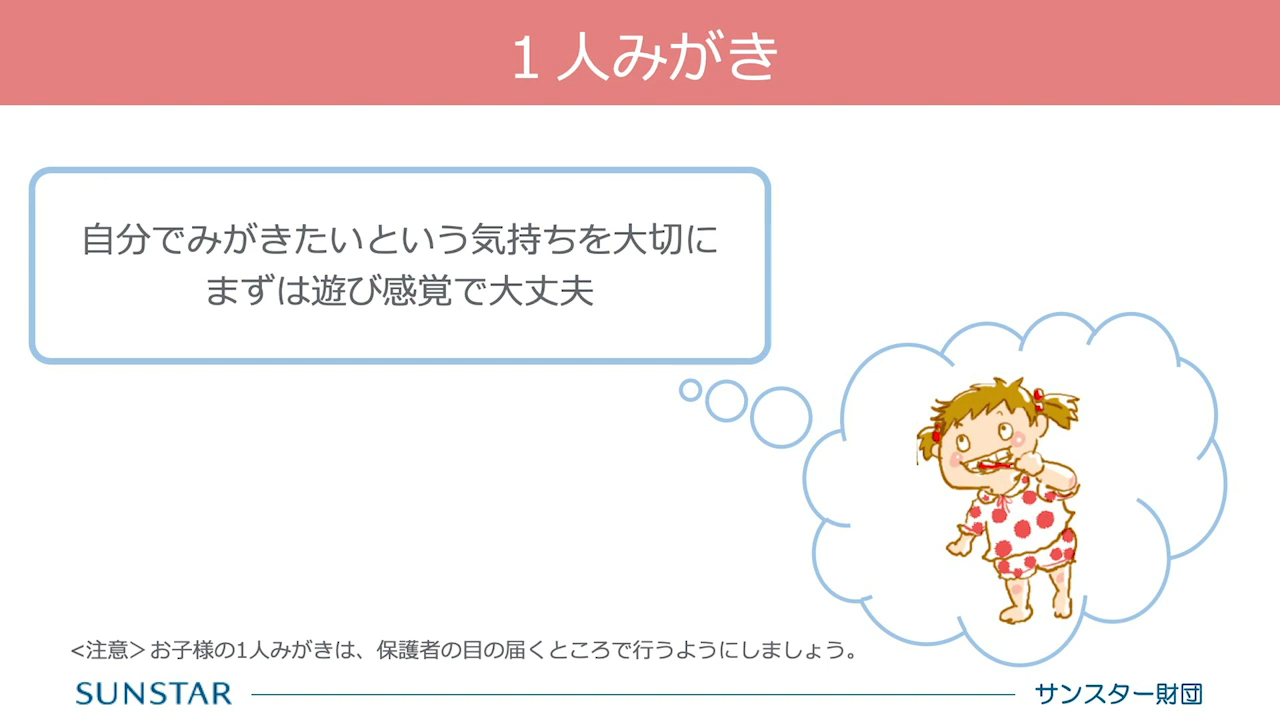 １人みがき
自分でみがきたいという気持ちを大切に
まずは遊び感覚で大丈夫
<注意>お子様の1人みがきは、保護者の目の届くところで行うようにしましょう。
SUNSTAR
サンスター財団